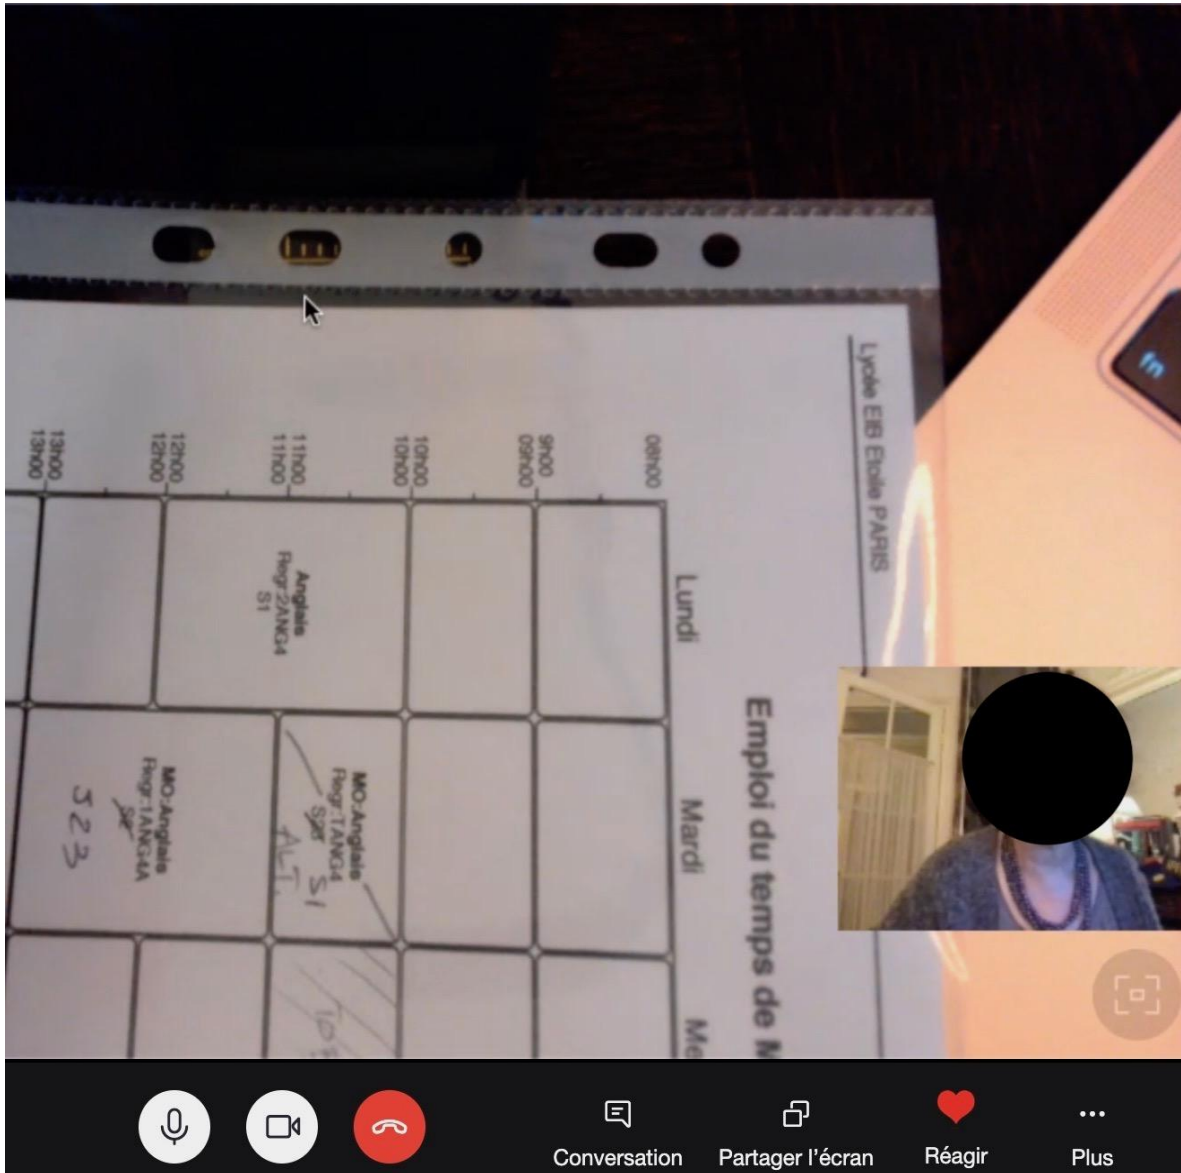 Lycée EIB Etoile PARIS
Emploi du temps de M
Lundi
Mardi
Me
08h00
9h00
09h00
10h00
10h00
11h00
11h00
12h00
12h00
13h00
13h00
Anglais
Regr:2ANG4
S1
MO:Anglais
Regr:TANG4
S1
ALT.
MO:Anglais
Regr:1ANG4A
523
fn
Conversation
Partager l'écran
Réagir
Plus